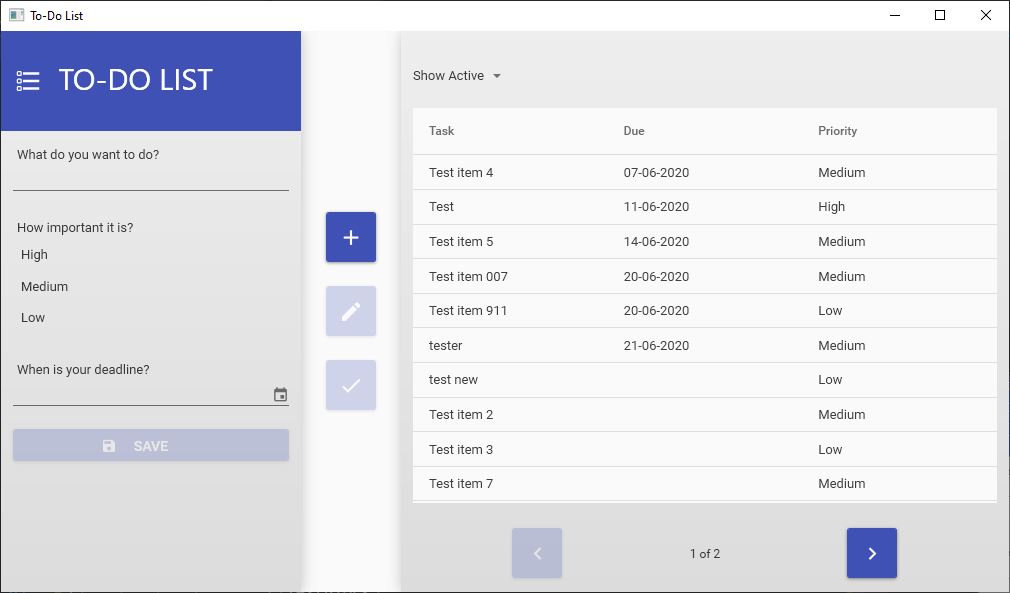 To-Do List
TO-DO LIST
What do you want to do?
How important it is?
High
Medium
Low
When is your deadline?
SAVE
Show Active
Task Due Priority
Test item 4 07-06-2020 Medium
Test 11-06-2020 High
Test item 5 14-06-2020 Medium
Test item 007 20-06-2020 Medium
Test item 911 20-06-2020 Low
tester 21-06-2020 Medium
test new Low
Test item 2 Medium
Test item 3 Low
Test item 7 Medium
1 of 2